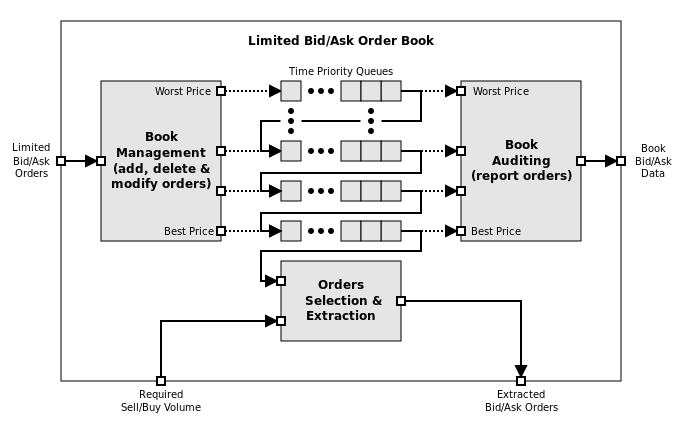 Limited Bid/Ask Order Book
Time Priority Queues
Worst Price
Worst Price
Book
Management
(add, delete &
modify orders)
Book
Auditing
(report orders)
Limited
Bid/Ask
Orders
Book
Bid/Ask
Data
Best Price
Best Price
Orders
Selection &
Extraction
Required
Sell/Buy Volume
Extracted
Bid/Ask Orders